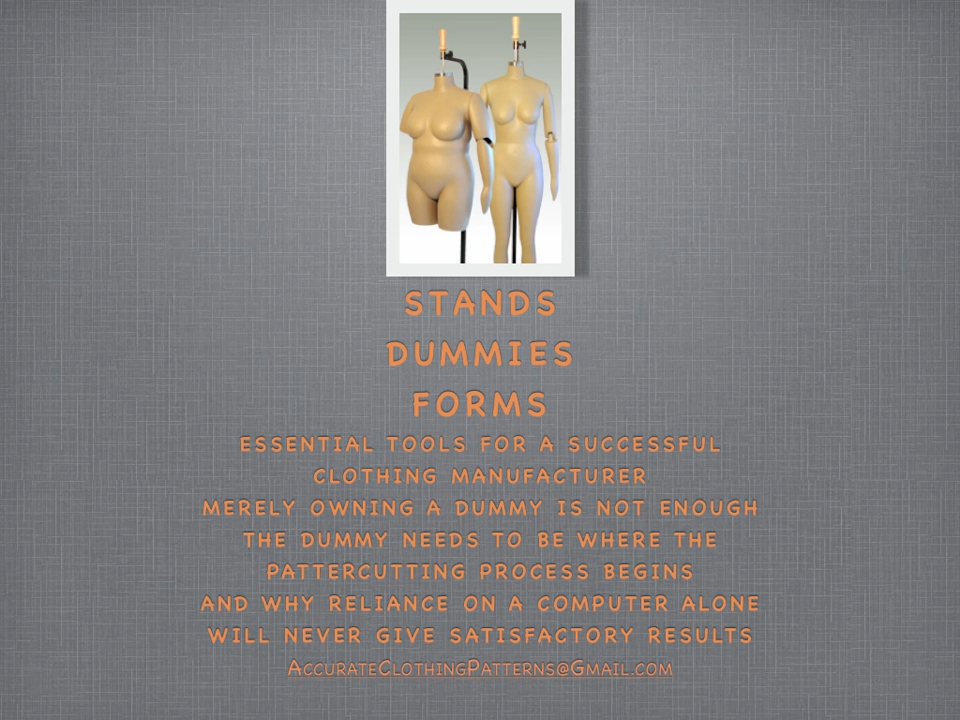 STANDS
DUMMIES
FORMS
ESSENTIAL TOOLS FOR A SUCCESSFUL
CLOTHING MANUFACTURER
MERELY OWNING A DUMMY IS NOT ENOUGH
THE DUMMY NEEDS TO BE WHERE THE
PATTERCUTTING PROCESS BEGINS
AND WHY RELIANCE ON A COMPUTER ALONE
WILL NEVER GIVE SATISFACTORY RESULTS
AccurateClothingPatterns@Gmail.com